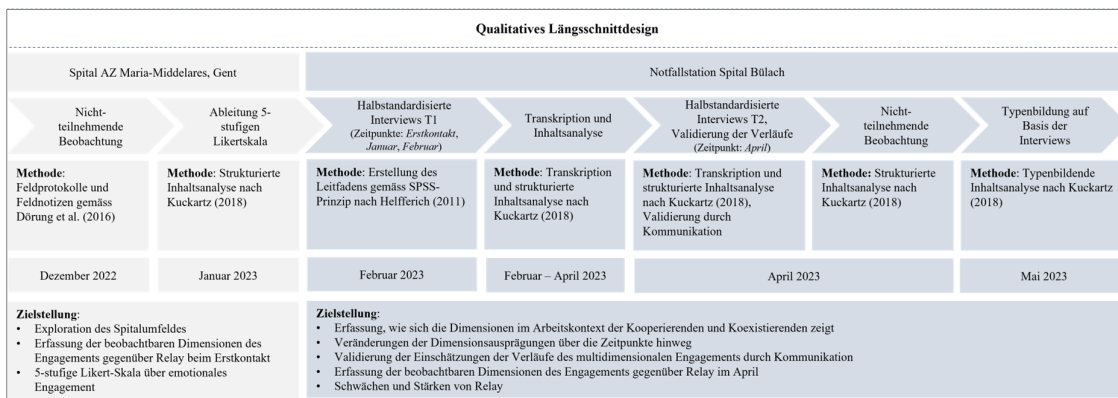 Qualitatives Längsschnittdesign
Spital AZ Maria-Middelares, Gent
Notfallstation Spital Bülach
Nicht-
teilnehmende
Beobachtung
Ableitung 5-
stufigen
Likertskala
Halbstandardisierte
Interviews T1
(Zeitpunkte: Erstkontakt,
Januar, Februar)
Transkription und
Inhaltsanalyse
Halbstandardisierte
Interviews T2,
Validierung der Verläufe
(Zeitpunkt: April)
Nicht-
teilnehmende
Beobachtung
Typenbildung auf
Basis der
Interviews
Methode:
Feldprotokolle und
Feldnotizen gemäss
Dörung et al. (2016)
Methode: Strukturierte
Inhaltsanalyse nach
Kuckartz (2018)
Methode: Erstellung des
Leitfadens gemäss SPSS-
Prinzip nach Helfferich (2011)
Methode: Transkription
und strukturierte
Inhaltsanalyse nach
Kuckartz (2018)
Methode: Transkription und
strukturierte Inhaltsanalyse
nach Kuckartz (2018),
Validierung durch
Kommunikation
Methode: Strukturierte
Inhaltsanalyse nach
Kuckartz (2018)
Methode: Typenbildende
Inhaltsanalyse nach Kuckartz
(2018)
Dezember 2022
Januar 2023
Februar 2023
Februar – April 2023
April 2023
Mai 2023
Zielstellung:
• Exploration des Spitalumfeldes
• Erfassung der beobachtbaren Dimensionen des
Engagements gegenüber Relay beim Erstkontakt
• 5-stufige Likert-Skala über emotionales
Engagement
Zielstellung:
• Erfassung, wie sich die Dimensionen im Arbeitskontext der Kooperierenden und Koexistierenden zeigt
• Veränderungen der Dimensionsausprägungen über die Zeitpunkte hinweg
• Validierung der Einschätzungen der Verläufe des multidimensionalen Engagements durch Kommunikation
• Erfassung der beobachtbaren Dimensionen des Engagements gegenüber Relay im April
• Schwächen und Stärken von Relay